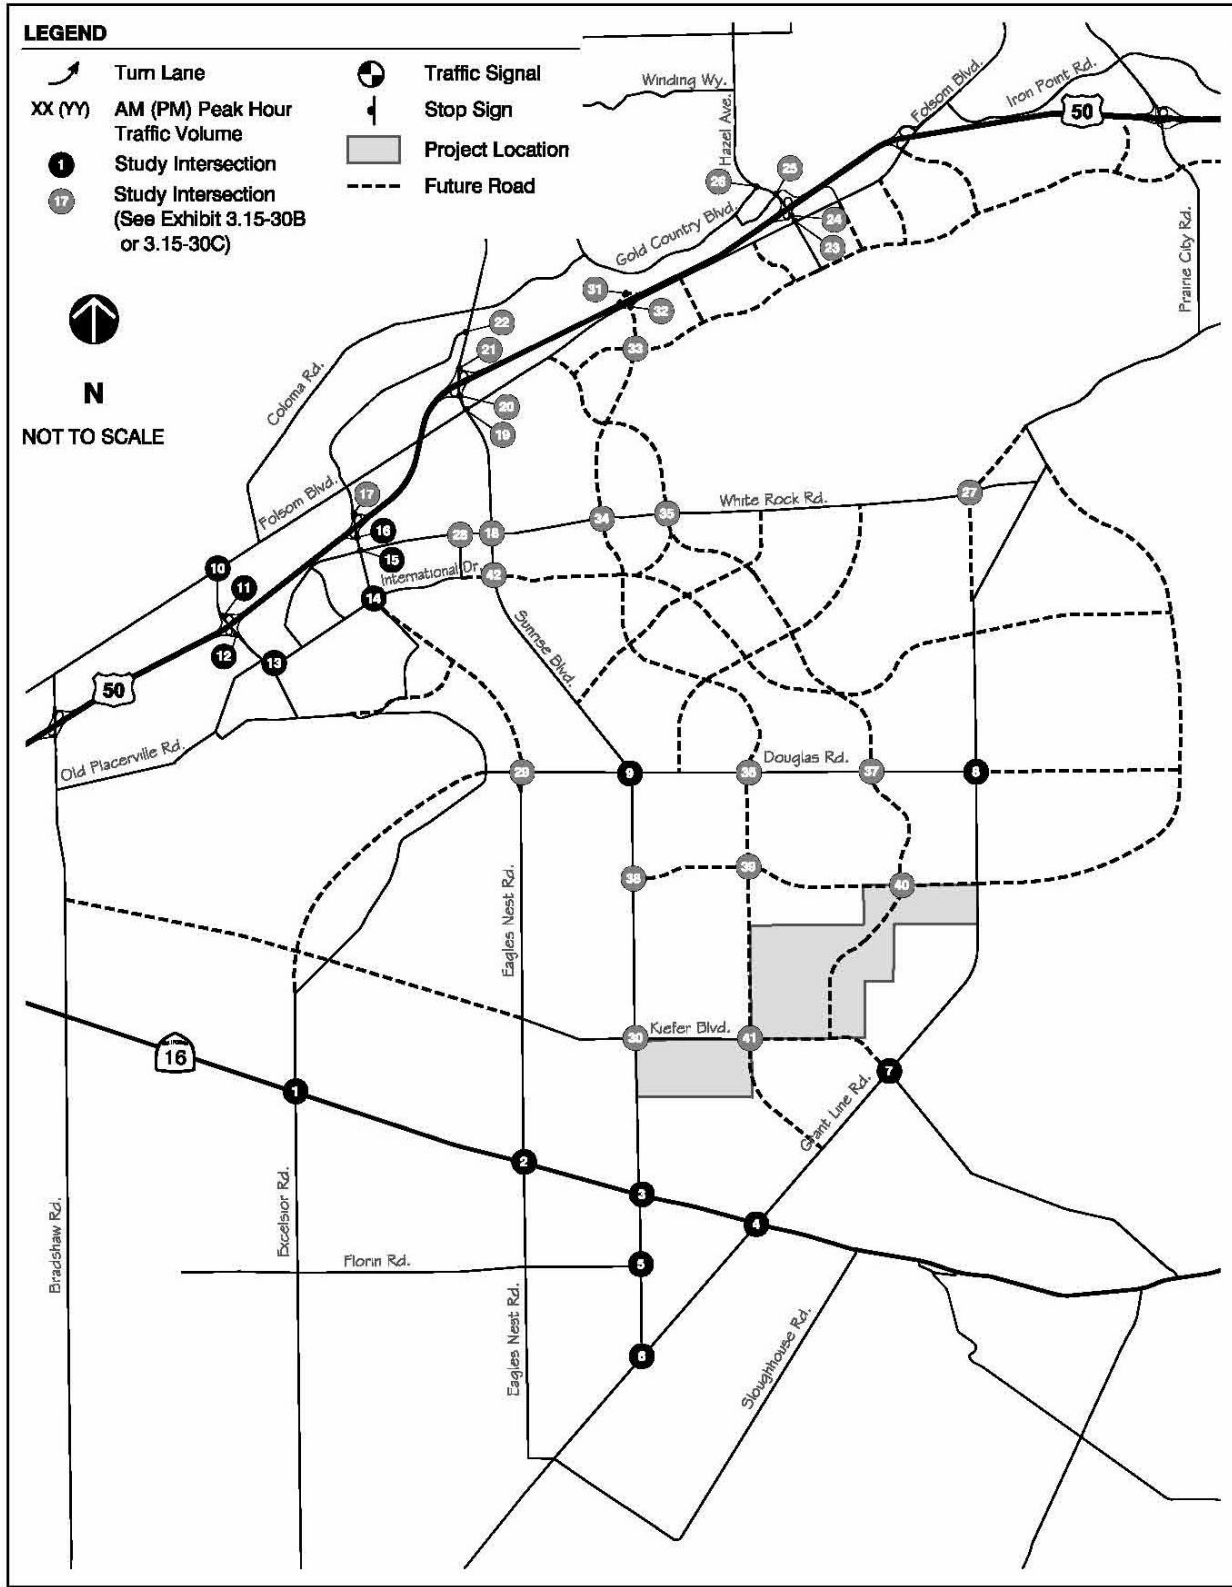 LEGEND
Turn Lane
XX (YY) AM (PM) Peak Hour
Traffic Volume
1 Study Intersection
17 Study Intersection
(See Exhibit 3.15-30B
or 3.15-30C)
Traffic Signal
Stop Sign
Project Location
Future Road
N
NOT TO SCALE
Winding Wy.
Hazel Ave.
Folsom Blvd.
Iron Point Rd.
50
Prairie City Rd.
26
25
24
23
Gold Country Blvd.
31
32
33
22
21
20
19
Coloma Rd.
Folsom Blvd.
17
16
15
28
18
34
35
White Rock Rd.
27
10
11
12
13
14
International Dr.
42
Sunrise Blvd.
50
Old Placerville Rd.
29
9
36
Douglas Rd.
37
8
38
39
40
Eagles Nest Rd.
30
Kiefer Blvd.
41
16
1
7
Grant Line Rd.
2
3
4
Bradshaw Rd.
Excelsior Rd.
Florin Rd.
5
Eagles Nest Rd.
6
Sloughhouse Rd.